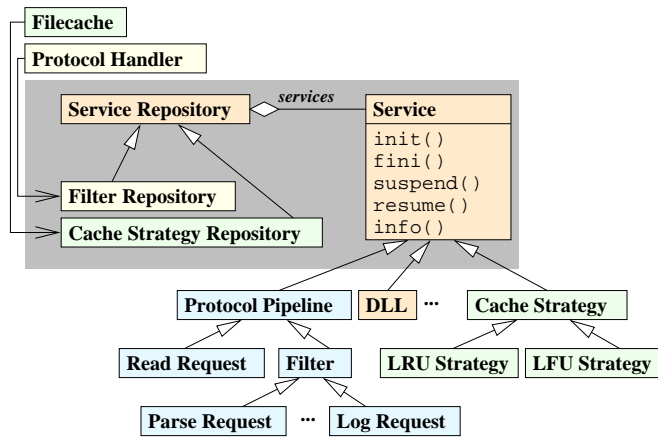 Filecache
Protocol Handler
services
Service Repository
Service
init()
fini()
suspend()
resume()
info()
Filter Repository
Cache Strategy Repository
Protocol Pipeline
DLL
...
Cache Strategy
Read Request
Filter
LRU Strategy
LFU Strategy
Parse Request
...
Log Request